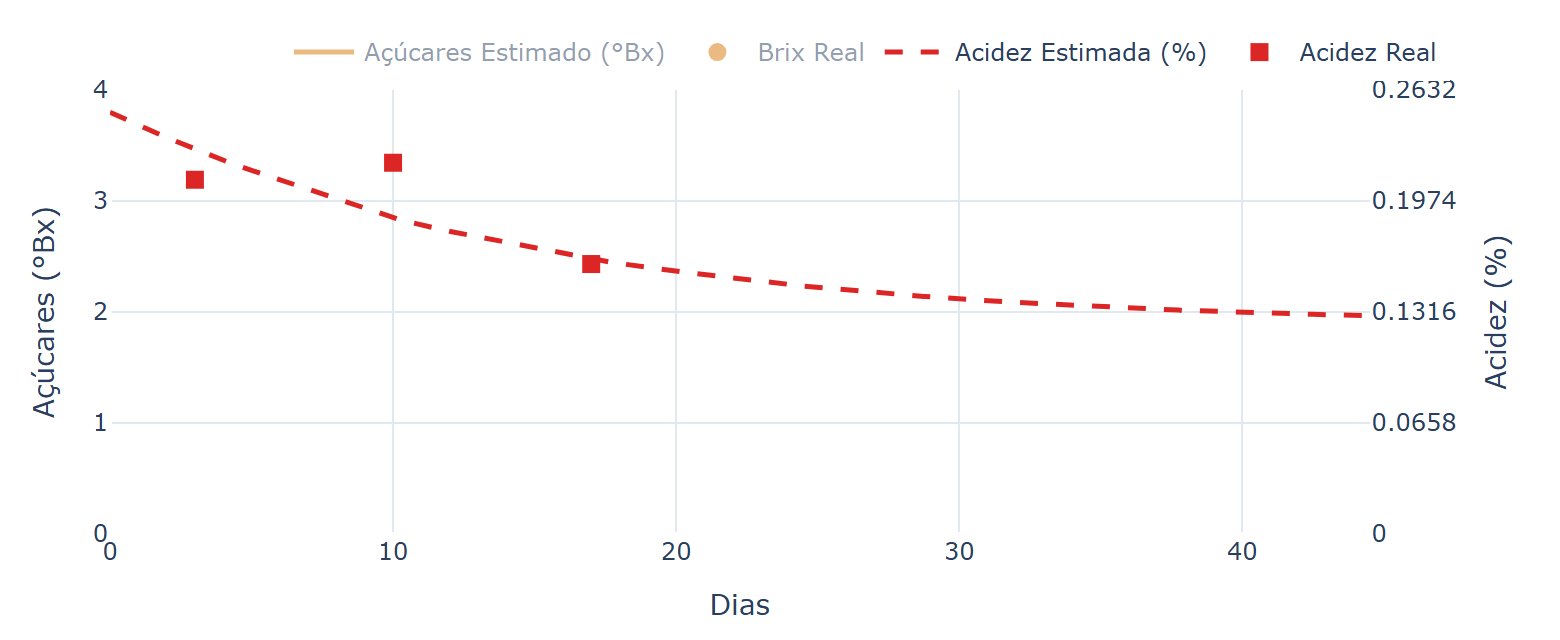 Açúcares Estimado (°Bx) Brix Real Acidez Estimada (%) Acidez Real
4 0.2632
3 0.1974
2 0.1316
1 0.0658
0 0
0 10 20 30 40
Dias
Açúcares (°Bx)
Acidez (%)